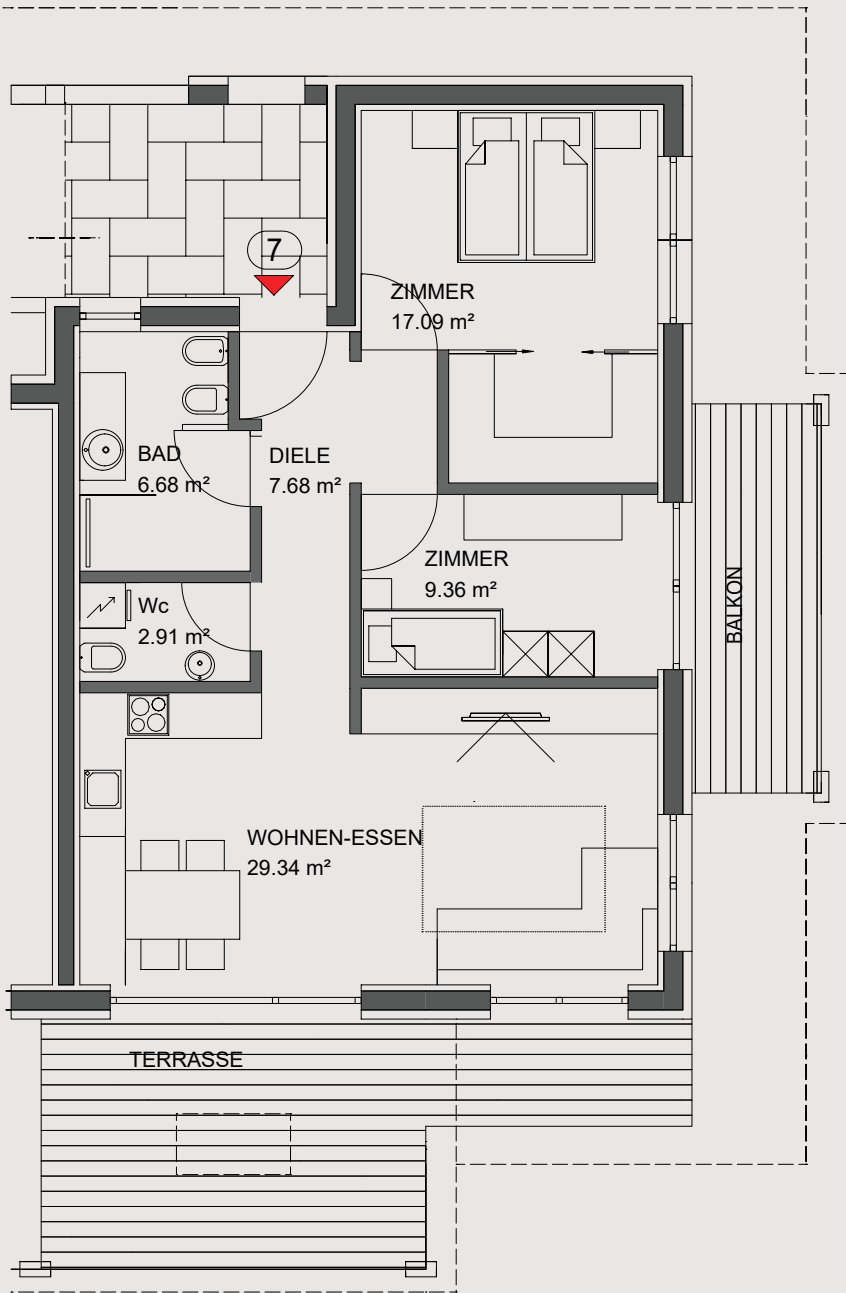 7
ZIMMER
17.09 m²
BAD
6.68 m²
DIELE
7.68 m²
ZIMMER
9.36 m²
BALKON
Wc
2.91 m²
WOHNEN-ESSEN
29.34 m²
TERRASSE